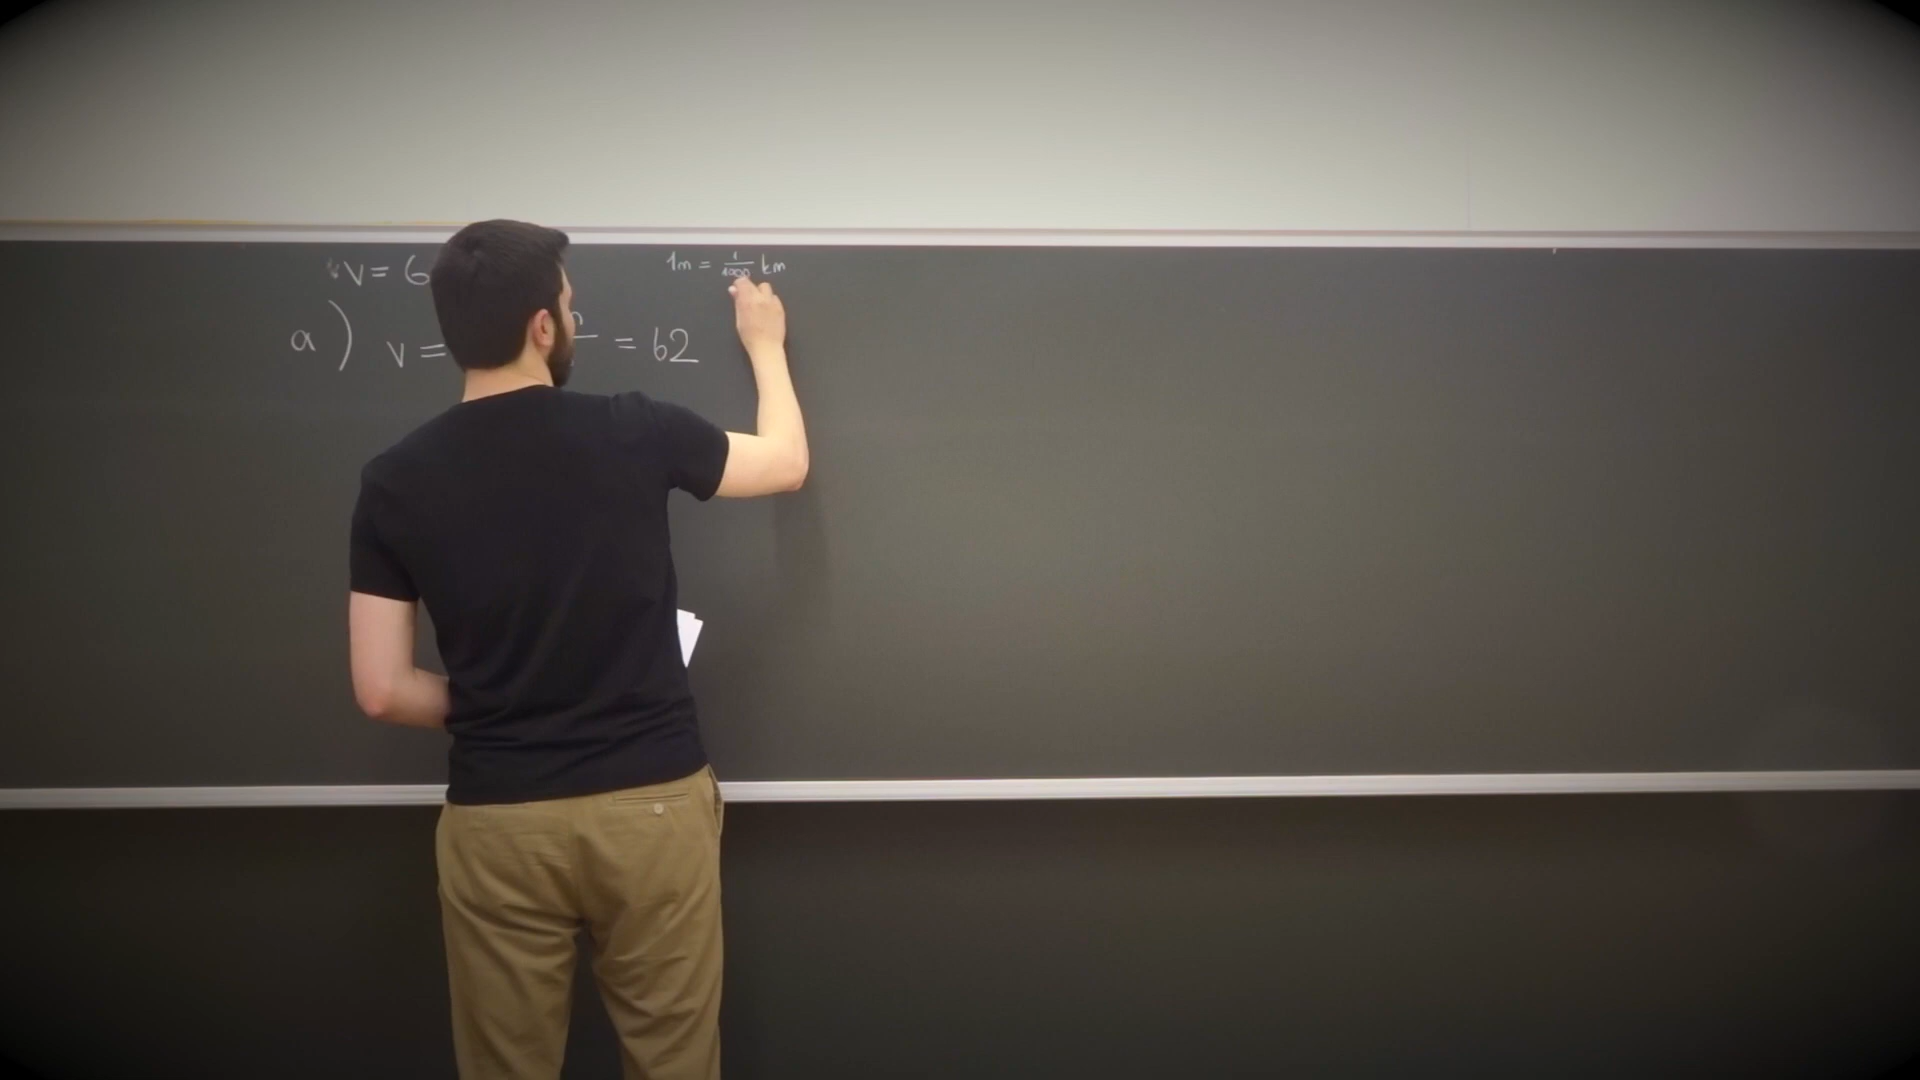 v = 6
1m = 1/1000 km
a) v = = 62